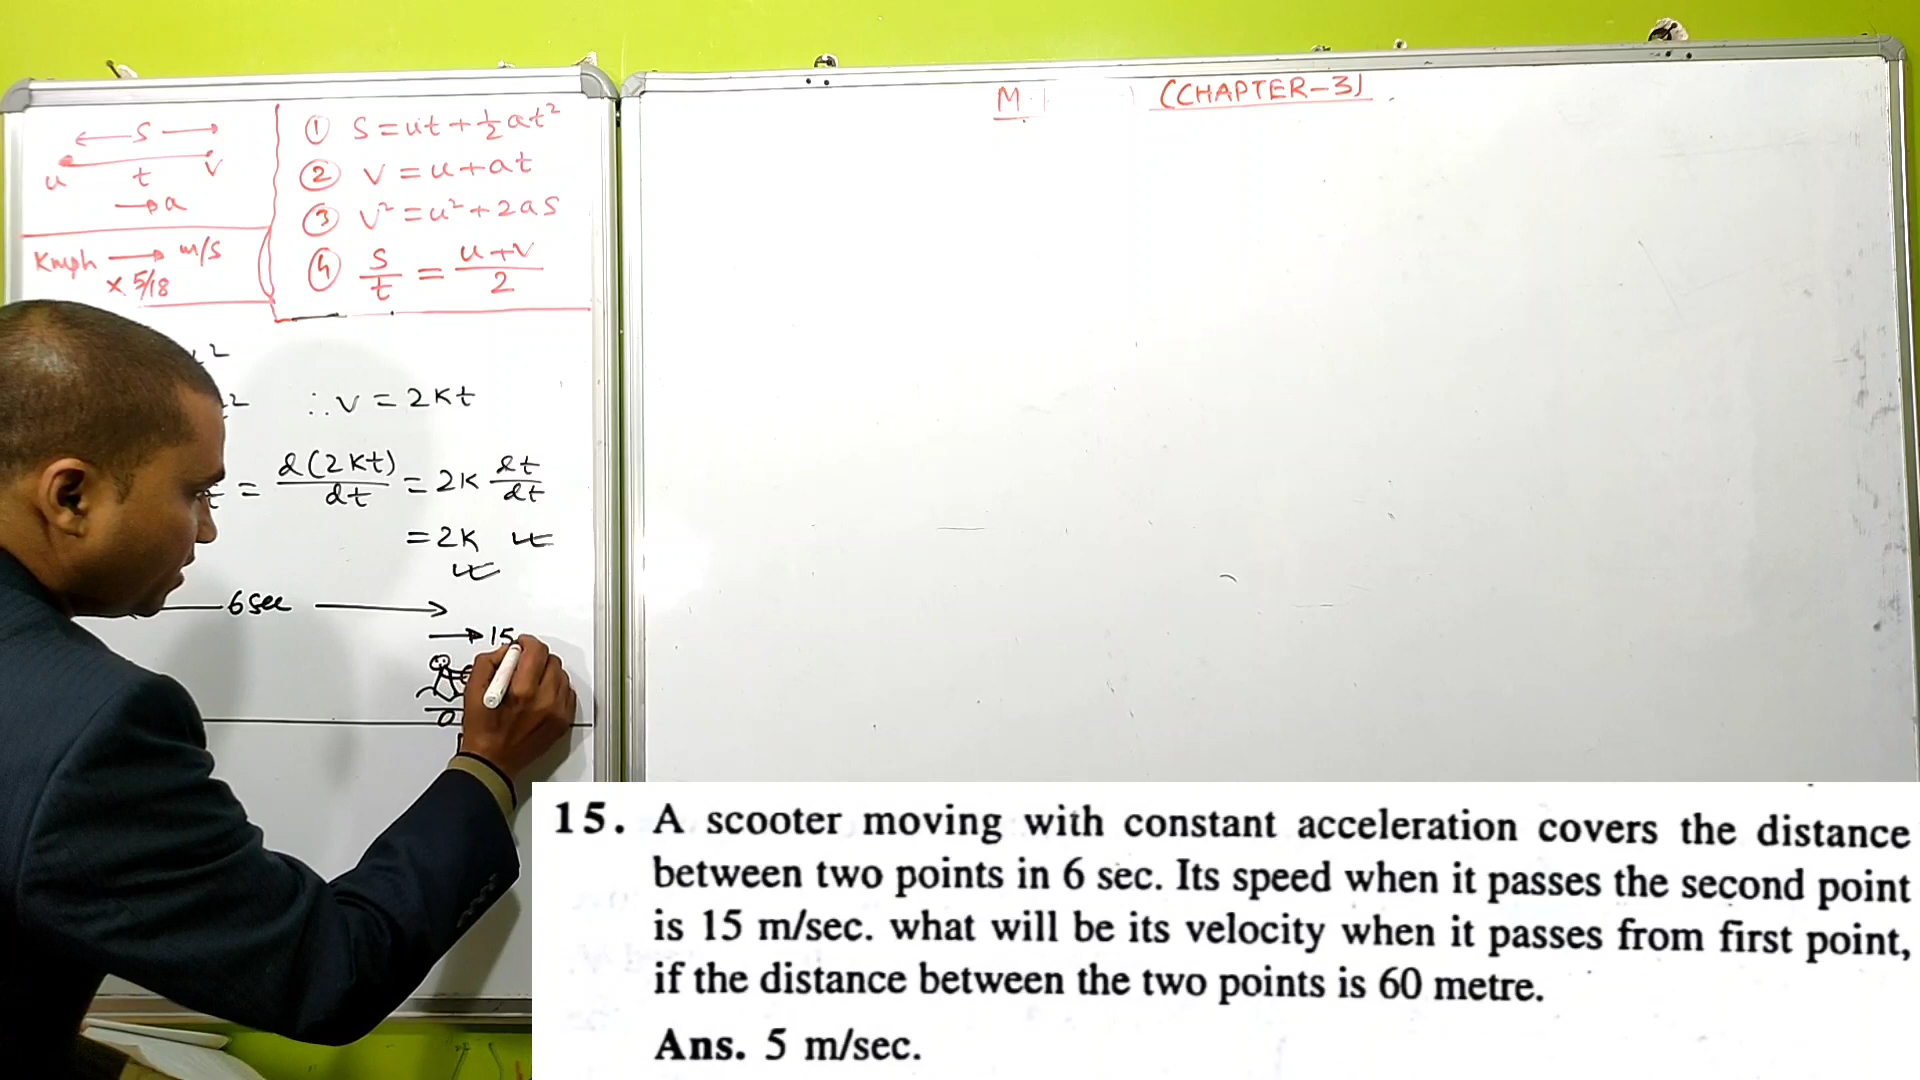 M
(CHAPTER-3)
← S →
u t v
→ a
Kmph → m/s
× 5/18
① S = ut + ½at²
② V = u + at
③ V² = u² + 2as
④ S/t = (u+v)/2
∴ v = 2Kt
= d(2Kt)/dt = 2K dt/dt
= 2K
6 sec →
→ 15
15. A scooter moving with constant acceleration covers the distance
between two points in 6 sec. Its speed when it passes the second point
is 15 m/sec. what will be its velocity when it passes from first point,
if the distance between the two points is 60 metre.
Ans. 5 m/sec.